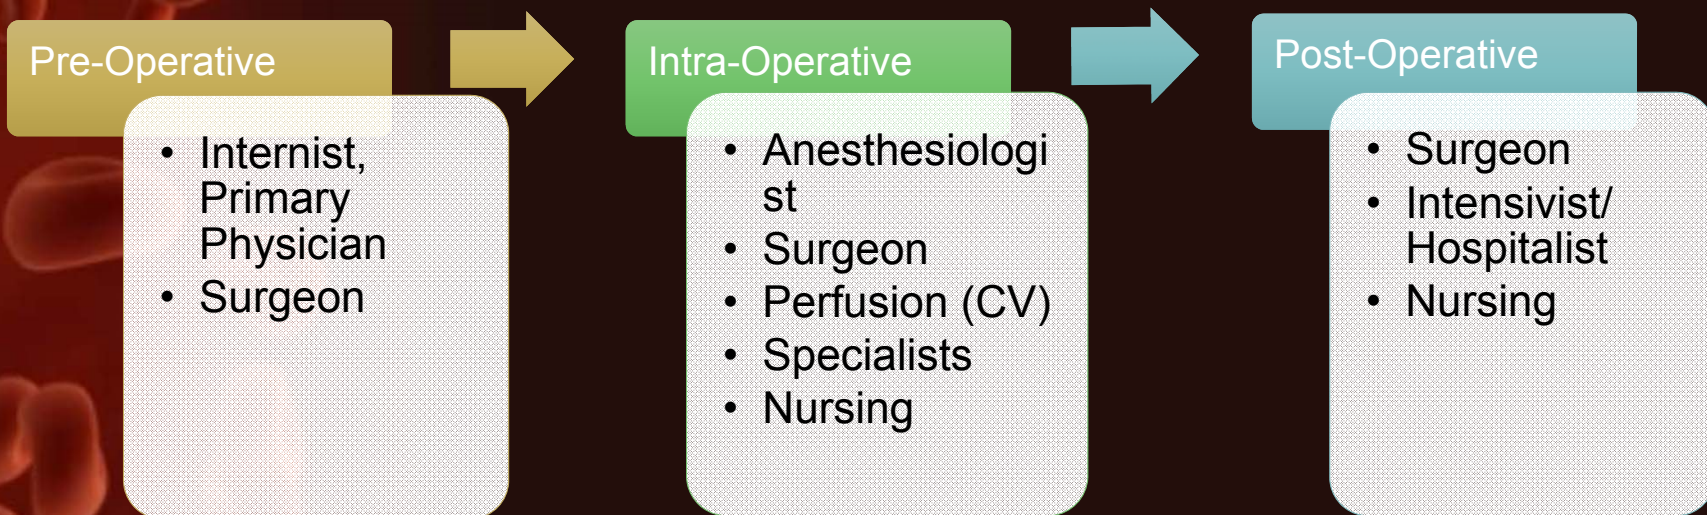 Pre-Operative
• Internist,
Primary
Physician
• Surgeon
Intra-Operative
• Anesthesiologi
st
• Surgeon
• Perfusion (CV)
• Specialists
• Nursing
Post-Operative
• Surgeon
• Intensivist/
Hospitalist
• Nursing